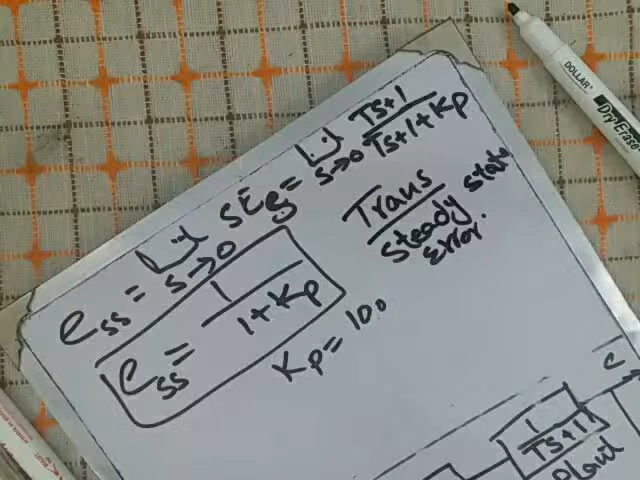 e_ss = lim s→0 SE_s = lim s→0 (TS+1)/(TS+1+Kp)
e_ss = 1/(1+Kp)
Trans
Steady state
Error.
Kp = 100
1/(TS+1)
Plant
DOLLAR
Dry Erase